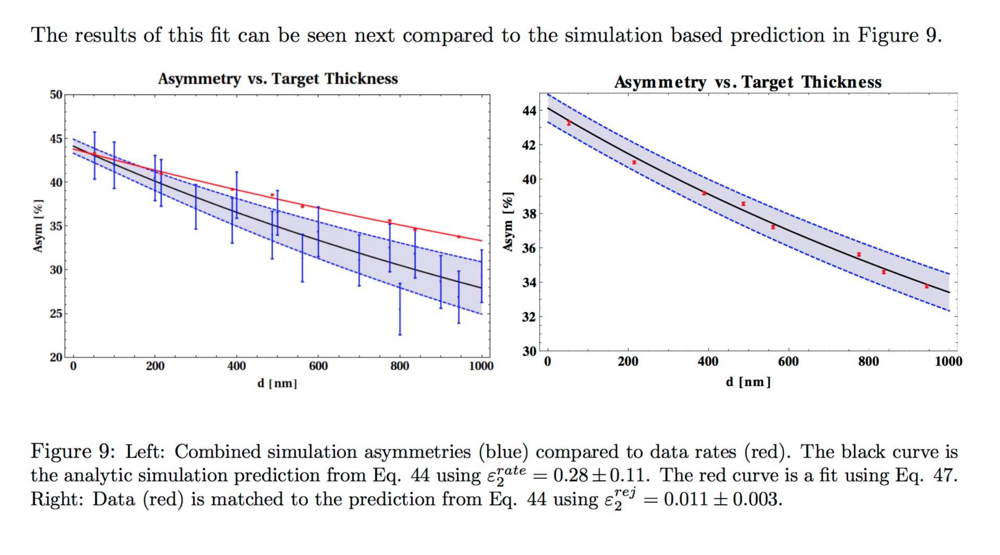 The results of this fit can be seen next compared to the simulation based prediction in Figure 9.
Asymmetry vs. Target Thickness
50
45
40
35
30
25
20
Asym [%]
0 200 400 600 800 1000
d [nm]
Asymmetry vs. Target Thickness
44
42
40
38
36
34
32
30
Asym [%]
0 200 400 600 800 1000
d [nm]
Figure 9: Left: Combined simulation asymmetries (blue) compared to data rates (red). The black curve is
the analytic simulation prediction from Eq. 44 using ε₂^{rate} = 0.28 ± 0.11. The red curve is a fit using Eq. 47.
Right: Data (red) is matched to the prediction from Eq. 44 using ε₂^{rej} = 0.011 ± 0.003.